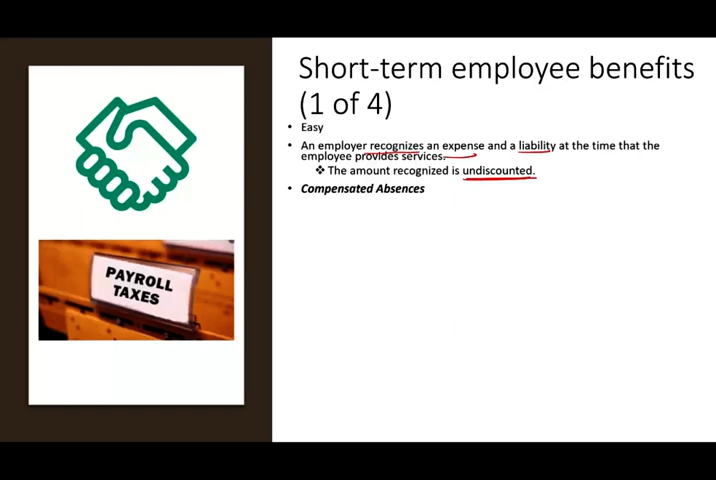 Short-term employee benefits
(1 of 4)
• Easy
• An employer recognizes an expense and a liability at the time that the
employee provides services.
❖ The amount recognized is undiscounted.
• Compensated Absences
PAYROLL
TAXES